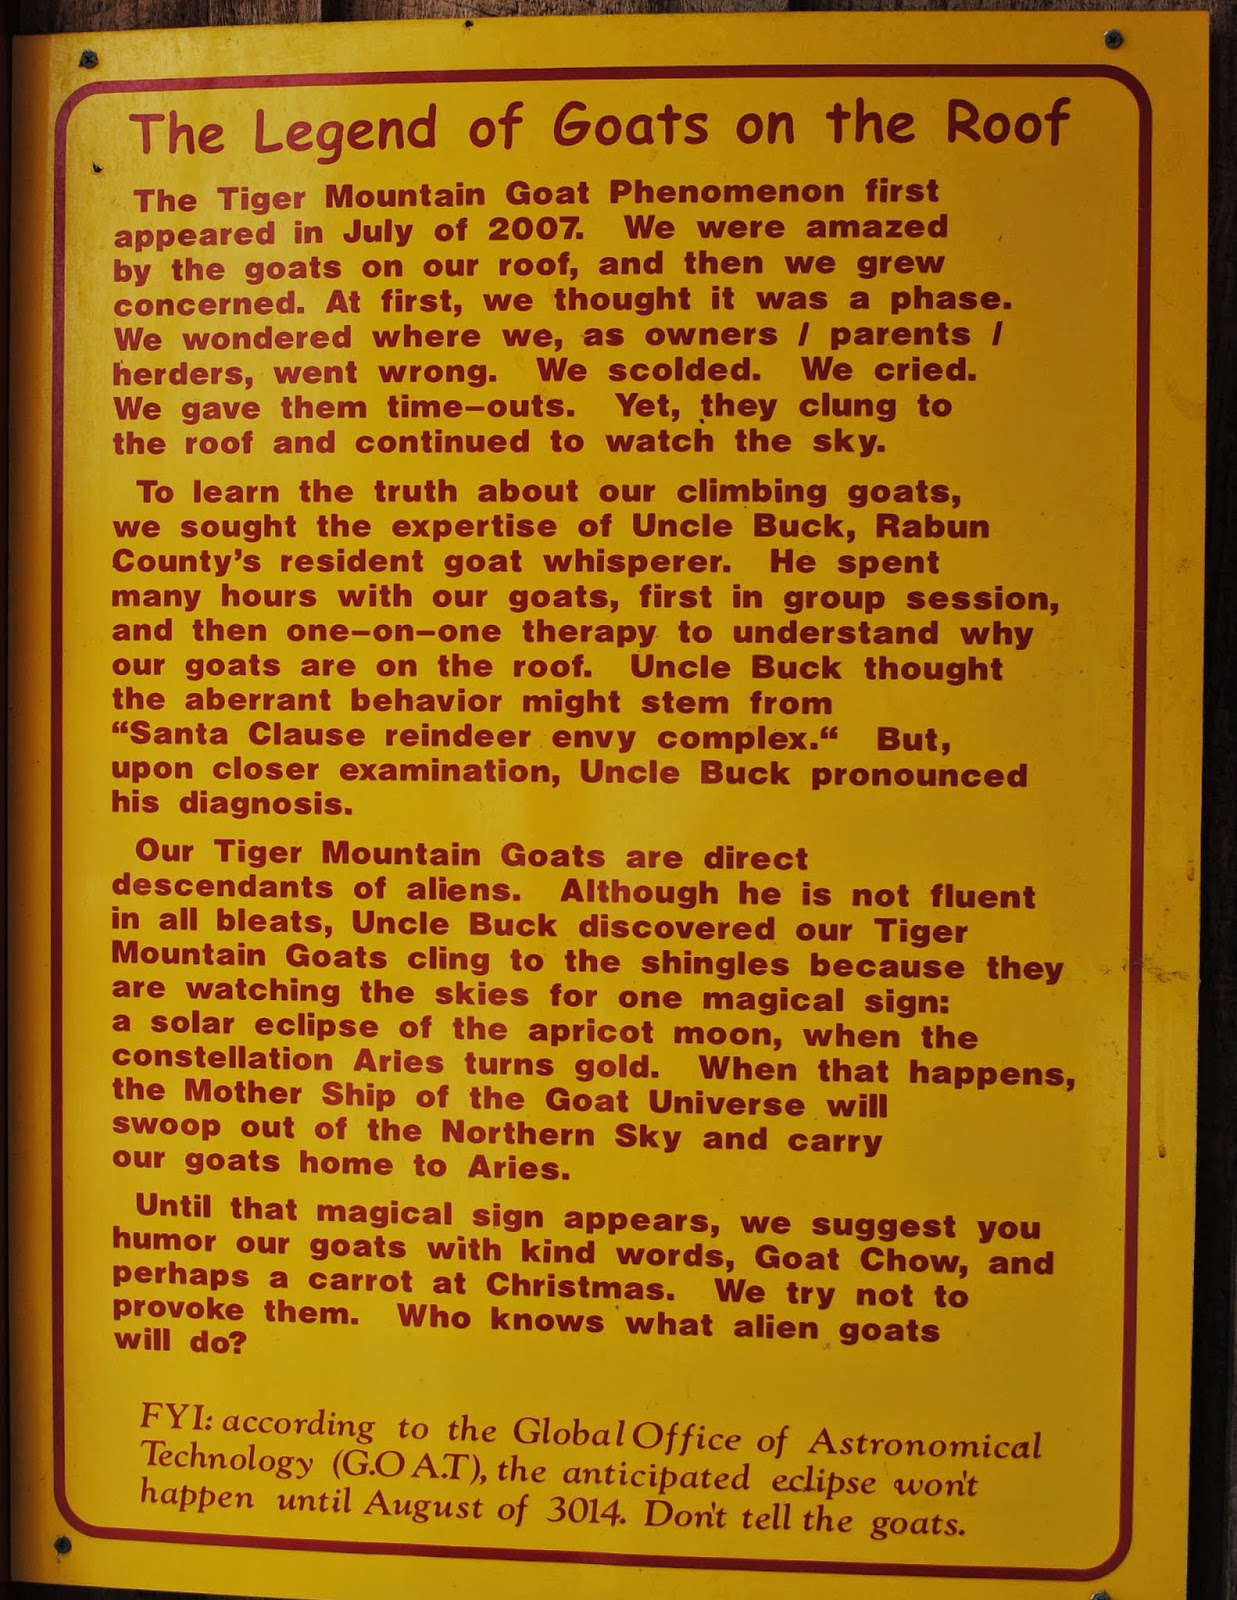 The Legend of Goats on the Roof
The Tiger Mountain Goat Phenomenon first
appeared in July of 2007. We were amazed
by the goats on our roof, and then we grew
concerned. At first, we thought it was a phase.
We wondered where we, as owners / parents /
herders, went wrong. We scolded. We cried.
We gave them time–outs. Yet, they clung to
the roof and continued to watch the sky.
To learn the truth about our climbing goats,
we sought the expertise of Uncle Buck, Rabun
County's resident goat whisperer. He spent
many hours with our goats, first in group session,
and then one–on–one therapy to understand why
our goats are on the roof. Uncle Buck thought
the aberrant behavior might stem from
“Santa Clause reindeer envy complex.“ But,
upon closer examination, Uncle Buck pronounced
his diagnosis.
Our Tiger Mountain Goats are direct
descendants of aliens. Although he is not fluent
in all bleats, Uncle Buck discovered our Tiger
Mountain Goats cling to the shingles because they
are watching the skies for one magical sign:
a solar eclipse of the apricot moon, when the
constellation Aries turns gold. When that happens,
the Mother Ship of the Goat Universe will
swoop out of the Northern Sky and carry
our goats home to Aries.
Until that magical sign appears, we suggest you
humor our goats with kind words, Goat Chow, and
perhaps a carrot at Christmas. We try not to
provoke them. Who knows what alien goats
will do?
FYI: according to the Global Office of Astronomical
Technology (G.O A.T), the anticipated eclipse won't
happen until August of 3014. Don't tell the goats.